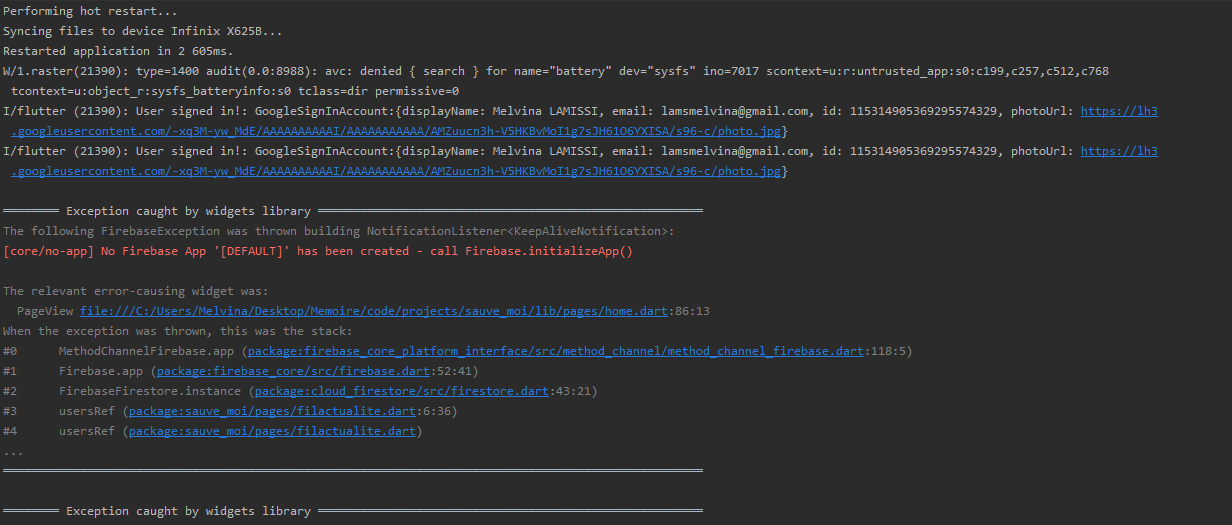 Performing hot restart...
Syncing files to device Infinix X625B...
Restarted application in 2 605ms.
W/1.raster(21390): type=1400 audit(0.0:8988): avc: denied { search } for name="battery" dev="sysfs" ino=7017 scontext=u:r:untrusted_app:s0:c199,c257,c512,c768
tcontext=u:object_r:sysfs_batteryinfo:s0 tclass=dir permissive=0
I/flutter (21390): User signed in!: GoogleSignInAccount:{displayName: Melvina LAMISSI, email: lamsmelvina@gmail.com, id: 115314905369295574329, photoUrl: https://lh3
.googleusercontent.com/-xq3M-yw_MdE/AAAAAAAAAAI/AAAAAAAAAAA/AMZuucn3h-V5HKBvMoI1g7sJH61O6YXISA/s96-c/photo.jpg}
I/flutter (21390): User signed in!: GoogleSignInAccount:{displayName: Melvina LAMISSI, email: lamsmelvina@gmail.com, id: 115314905369295574329, photoUrl: https://lh3
.googleusercontent.com/-xq3M-yw_MdE/AAAAAAAAAAI/AAAAAAAAAAA/AMZuucn3h-V5HKBvMoI1g7sJH61O6YXISA/s96-c/photo.jpg}
════════ Exception caught by widgets library ═══════════════════════════════════════════════════════
The following FirebaseException was thrown building NotificationListener<KeepAliveNotification>:
[core/no-app] No Firebase App '[DEFAULT]' has been created - call Firebase.initializeApp()
The relevant error-causing widget was:
PageView file:///C:/Users/Melvina/Desktop/Memoire/code/projects/sauve_moi/lib/pages/home.dart:86:13
When the exception was thrown, this was the stack:
#0 MethodChannelFirebase.app (package:firebase_core_platform_interface/src/method_channel/method_channel_firebase.dart:118:5)
#1 Firebase.app (package:firebase_core/src/firebase.dart:52:41)
#2 FirebaseFirestore.instance (package:cloud_firestore/src/firestore.dart:43:21)
#3 usersRef (package:sauve_moi/pages/filactualite.dart:6:36)
#4 usersRef (package:sauve_moi/pages/filactualite.dart)
...
════════════════════════════════════════════════════════════════════════════════════════════════════
════════ Exception caught by widgets library ═══════════════════════════════════════════════════════